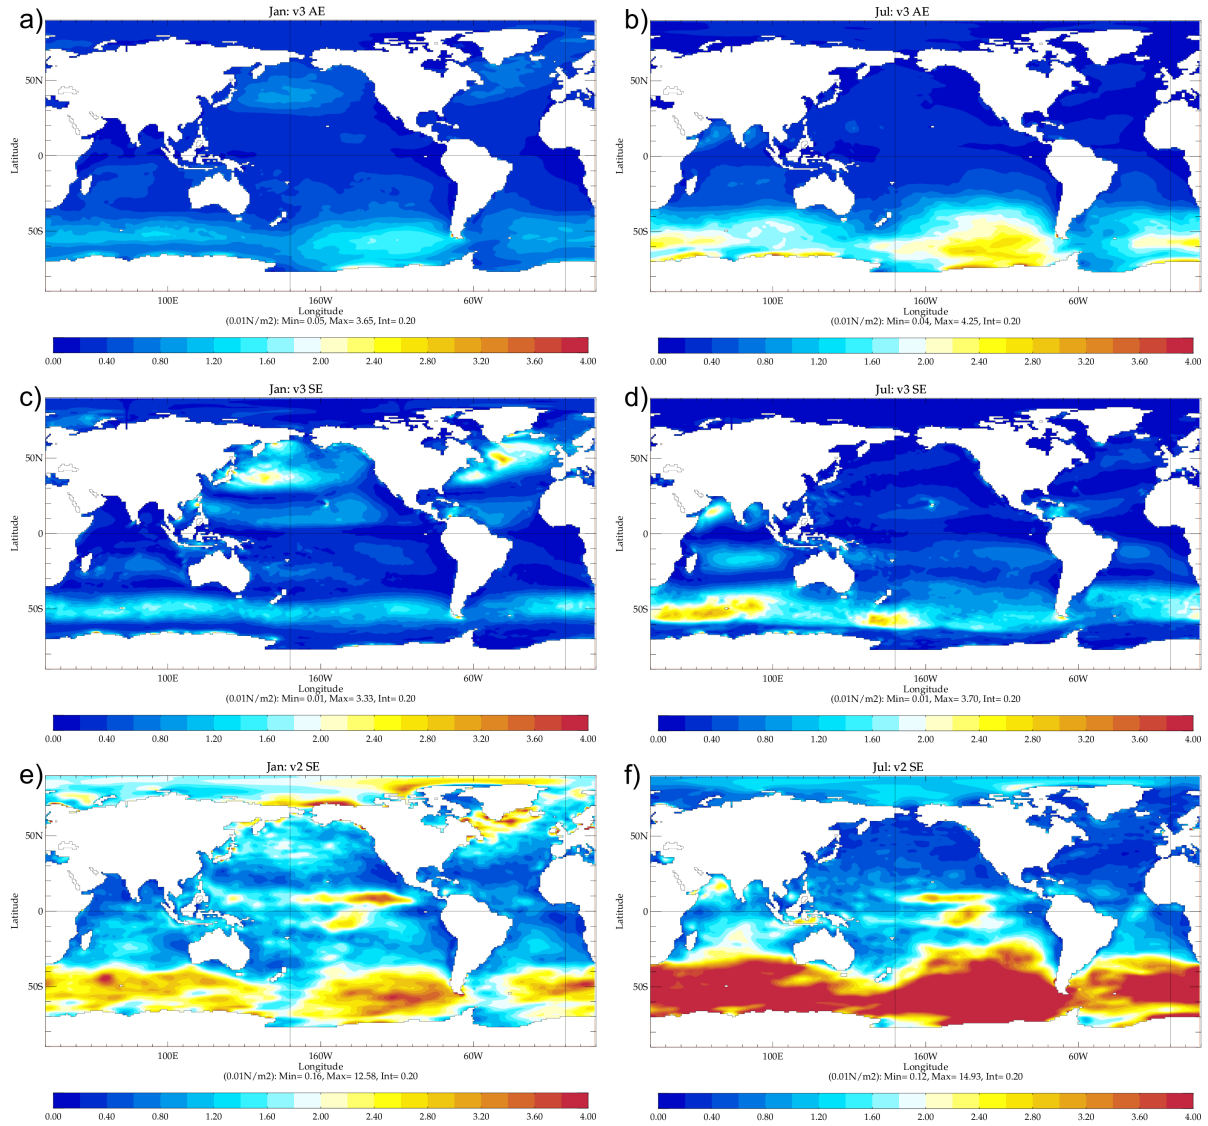 a)
Jan: v3 AE
Latitude
50N
0
50S
100E
160W
60W
Longitude
(0.01N/m2): Min= 0.05, Max= 3.65, Int= 0.20
0.00 0.40 0.80 1.20 1.60 2.00 2.40 2.80 3.20 3.60 4.00
b)
Jul: v3 AE
Latitude
50N
0
50S
100E
160W
60W
Longitude
(0.01N/m2): Min= 0.04, Max= 4.25, Int= 0.20
0.00 0.40 0.80 1.20 1.60 2.00 2.40 2.80 3.20 3.60 4.00
c)
Jan: v3 SE
Latitude
50N
0
50S
100E
160W
60W
Longitude
(0.01N/m2): Min= 0.01, Max= 3.33, Int= 0.20
0.00 0.40 0.80 1.20 1.60 2.00 2.40 2.80 3.20 3.60 4.00
d)
Jul: v3 SE
Latitude
50N
0
50S
100E
160W
60W
Longitude
(0.01N/m2): Min= 0.01, Max= 3.70, Int= 0.20
0.00 0.40 0.80 1.20 1.60 2.00 2.40 2.80 3.20 3.60 4.00
e)
Jan: v2 SE
Latitude
50N
0
50S
100E
160W
60W
Longitude
(0.01N/m2): Min= 0.16, Max= 12.58, Int= 0.20
0.00 0.40 0.80 1.20 1.60 2.00 2.40 2.80 3.20 3.60 4.00
f)
Jul: v2 SE
Latitude
50N
0
50S
100E
160W
60W
Longitude
(0.01N/m2): Min= 0.12, Max= 14.93, Int= 0.20
0.00 0.40 0.80 1.20 1.60 2.00 2.40 2.80 3.20 3.60 4.00